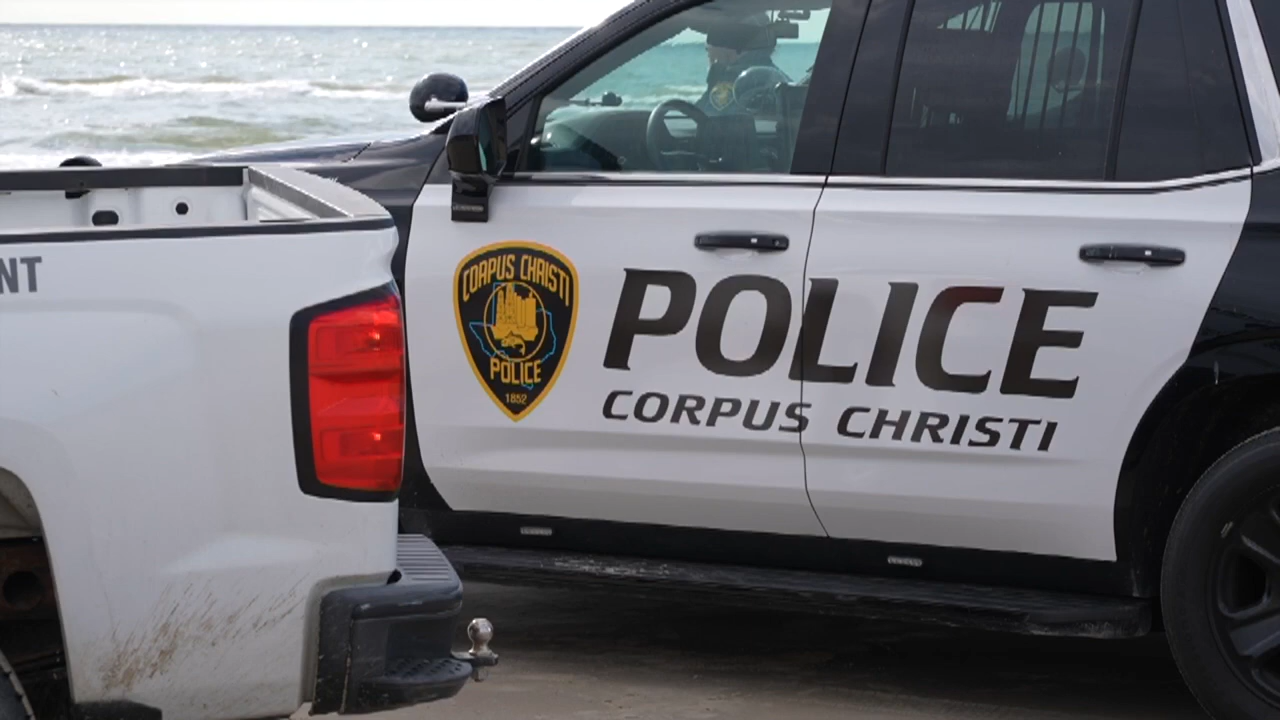 NT
CORPUS CHRISTI
POLICE
1852
POLICE
CORPUS CHRISTI